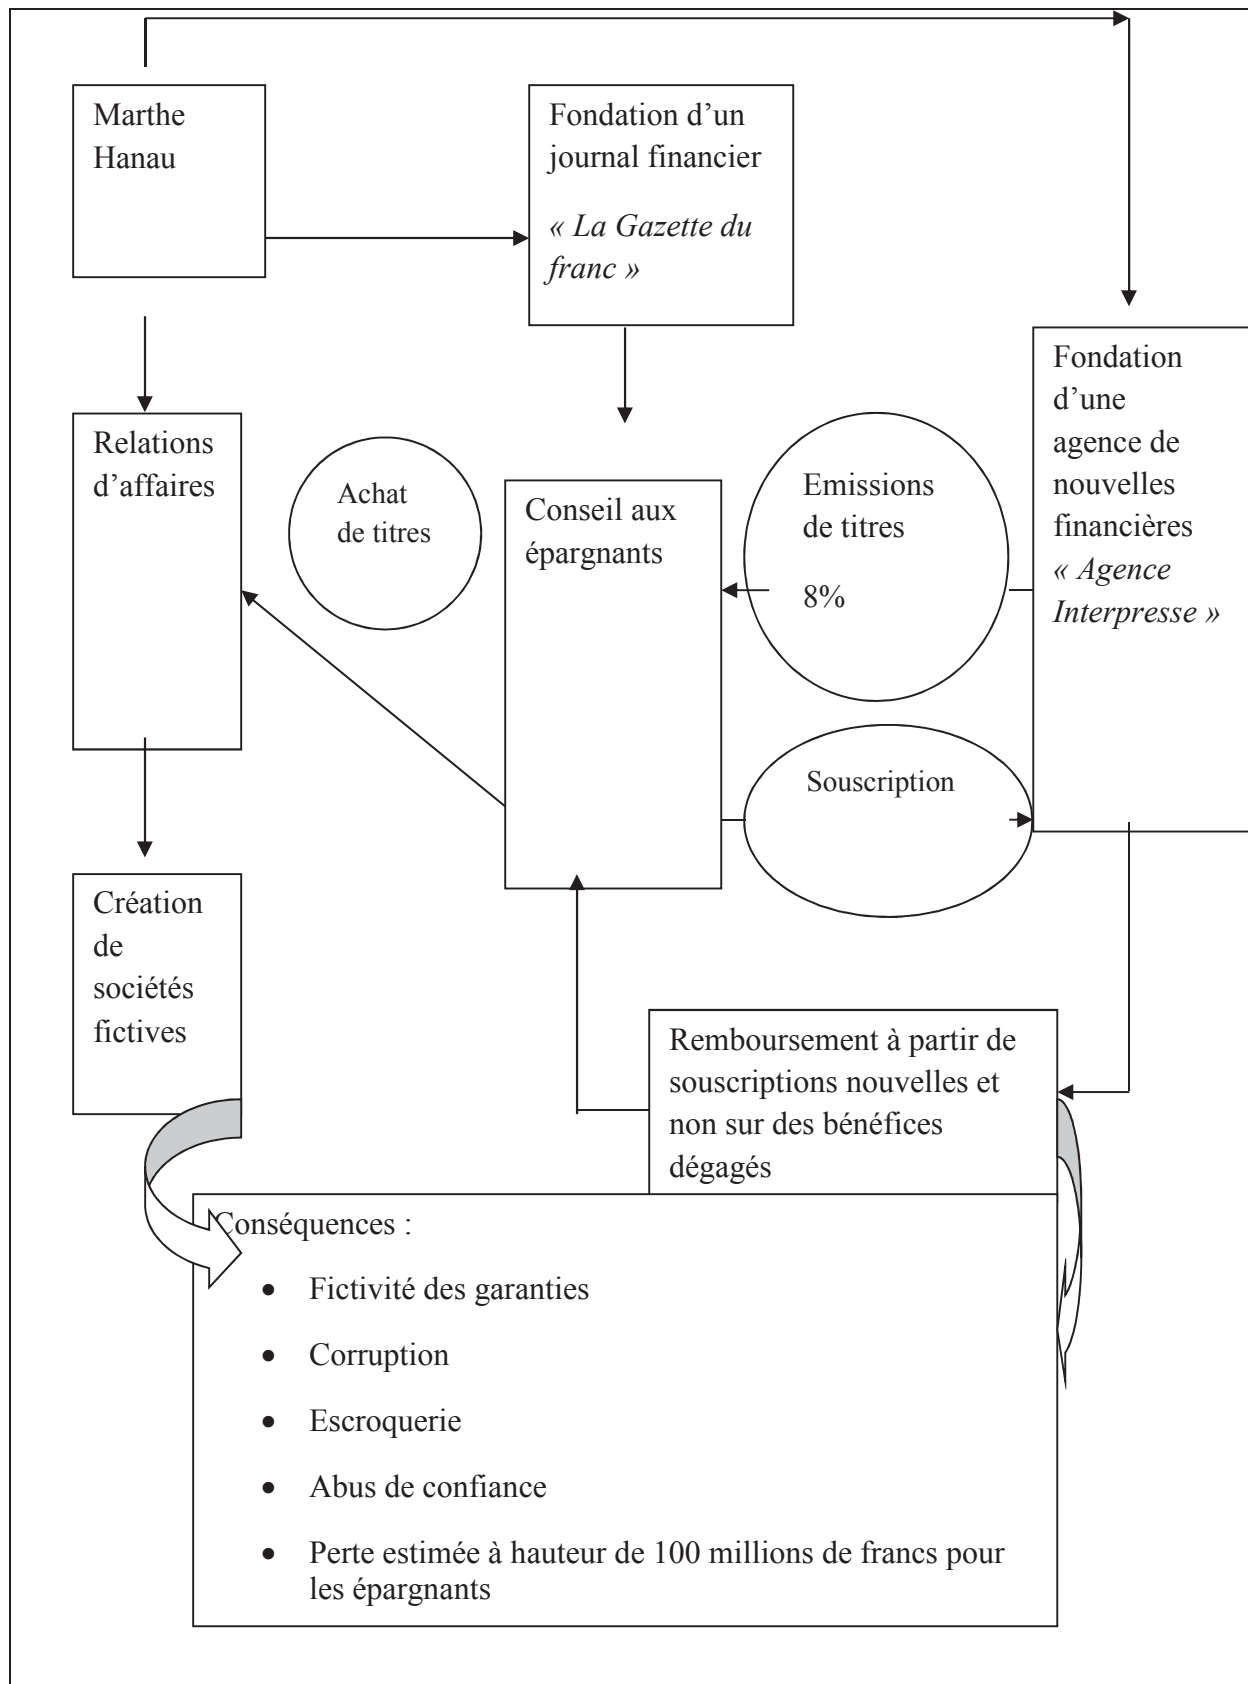 Marthe
Hanau
Fondation d’un
journal financier
« La Gazette du
franc »
Fondation
d’une
agence de
nouvelles
financières
« Agence
Interpresse »
Relations
d’affaires
Achat
de titres
Conseil aux
épargnants
Emissions
de titres
8%
Souscription
Création
de
sociétés
fictives
Remboursement à partir de
souscriptions nouvelles et
non sur des bénéfices
dégagés
Conséquences :
• Fictivité des garanties
• Corruption
• Escroquerie
• Abus de confiance
• Perte estimée à hauteur de 100 millions de francs pour
les épargnants